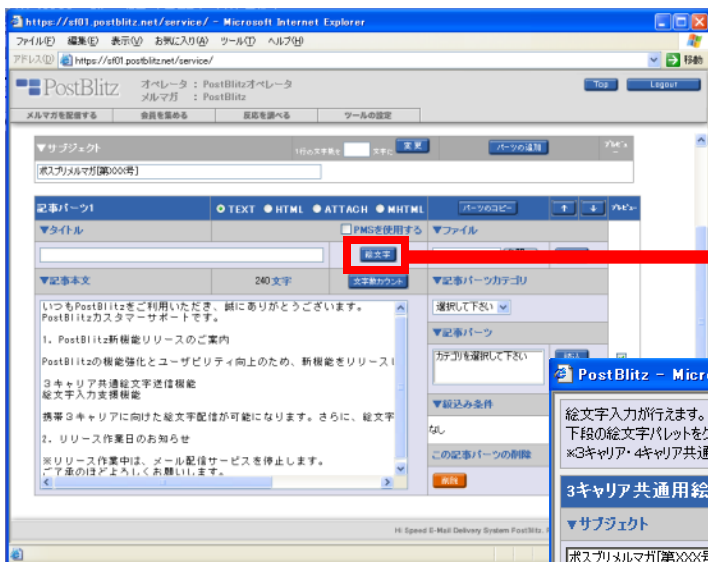 https://sf01.postblitz.net/service/ - Microsoft Internet Explorer
ファイル(F) 編集(E) 表示(V) お気に入り(A) ツール(T) ヘルプ(H)
アドレス(D) https://sf01.postblitz.net/service/ 移動
PostBlitz オペレータ : PostBlitzオペレータ Top Logout
メルマガ : PostBlitz
メルマガを配信する 会員を集める 反応を調べる ツールの設定
▼サブジェクト 1行の文字数を 文字に 変更 パーツの追加
ポスプリメルマガ[第XXX号]
記事パーツ1 TEXT HTML ATTACH MHTML パーツのコピー ↑ ↓ プレビュー
▼タイトル PMSを使用する ▼ファイル
絵文字
▼記事本文 240文字 文字数カウント ▼記事パーツカテゴリ
いつもPostBlitzをご利用いただき、誠にありがとうございます。
PostBlitzカスタマーサポートです。
選択して下さい
1. PostBlitz新機能リリースのご案内
▼記事パーツ
PostBlitzの機能強化とユーザビリティ向上のため、新機能をリリースし
カテゴリを選択して下さい
3キャリア共通絵文字送信機能
絵文字入力支援機能
▼絞込み条件
携帯3キャリアに向けた絵文字配信が可能になります。さらに、絵文字
なし
2. リリース作業日のお知らせ
この記事パーツの削除
※リリース作業中は、メール配信サービスを停止します。
ご了承のほどよろしくお願いします。
削除
Hi Speed E-Mail Delivery System PostBlitz.
PostBlitz - Micro
絵文字入力が行えます。
下段の絵文字パレットを
※3キャリア・4キャリア共通
3キャリア共通用絵
▼サブジェクト
ポスプリメルマガ[第XXX号